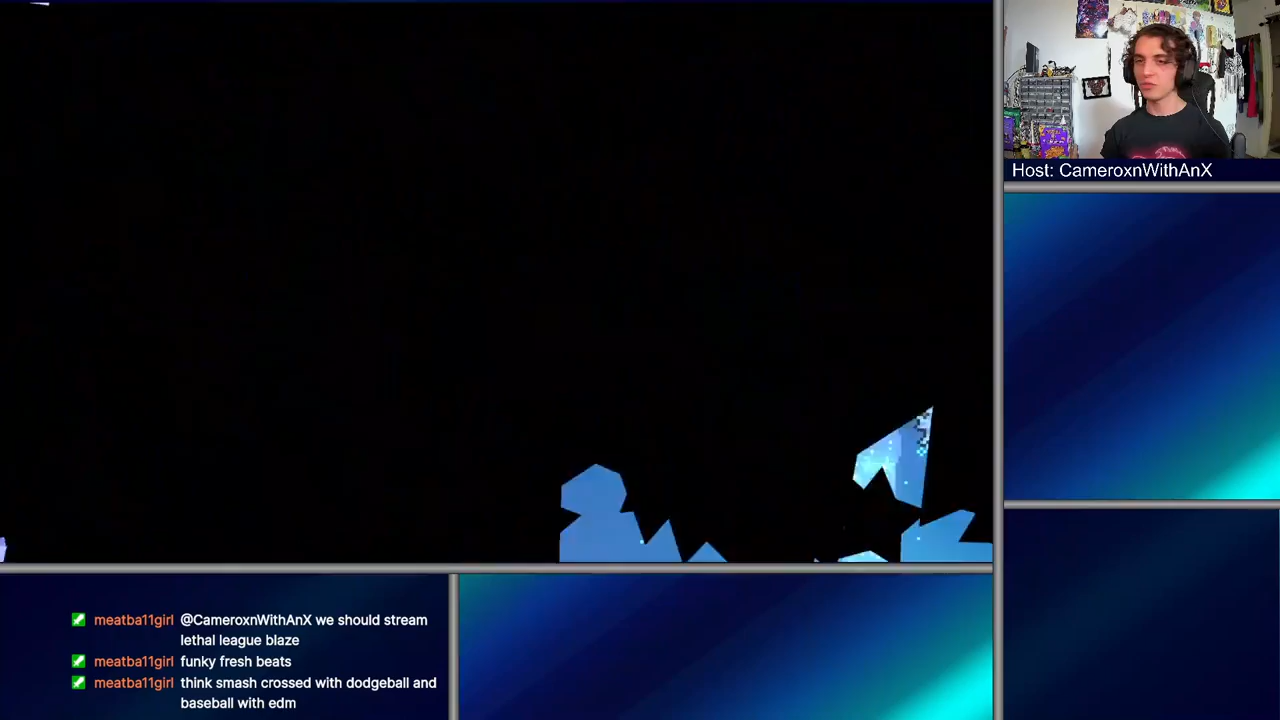 Host: CameroxnWithAnX
meatba11girl @CameroxnWithAnX we should stream
lethal league blaze
meatba11girl funky fresh beats
meatba11girl think smash crossed with dodgeball and
baseball with edm